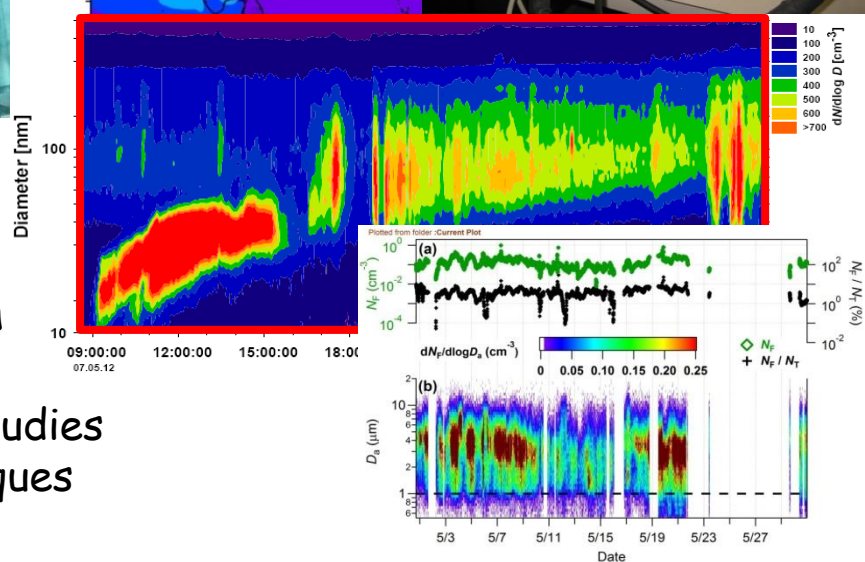 10
100
200
300
400
500
600
>700
dN/dlog D [cm-3]
Diameter [nm]
100
10
09:00:00 12:00:00 15:00:00 18:00
07.05.12
Plotted from folder :Current Plot
(a)
NF (cm-3)
10^0
10^-2
10^-4
NF / NT (%)
10^2
10^0
10^-2
dNF/dlogDa (cm-3)
0 0.05 0.10 0.15 0.20 0.25
NF
NF / NT
(b)
Da (µm)
2
10
8
6
4
2
1
8
6
5/3 5/7 5/11 5/15 5/19 5/23 5/27
Date
udies
ques